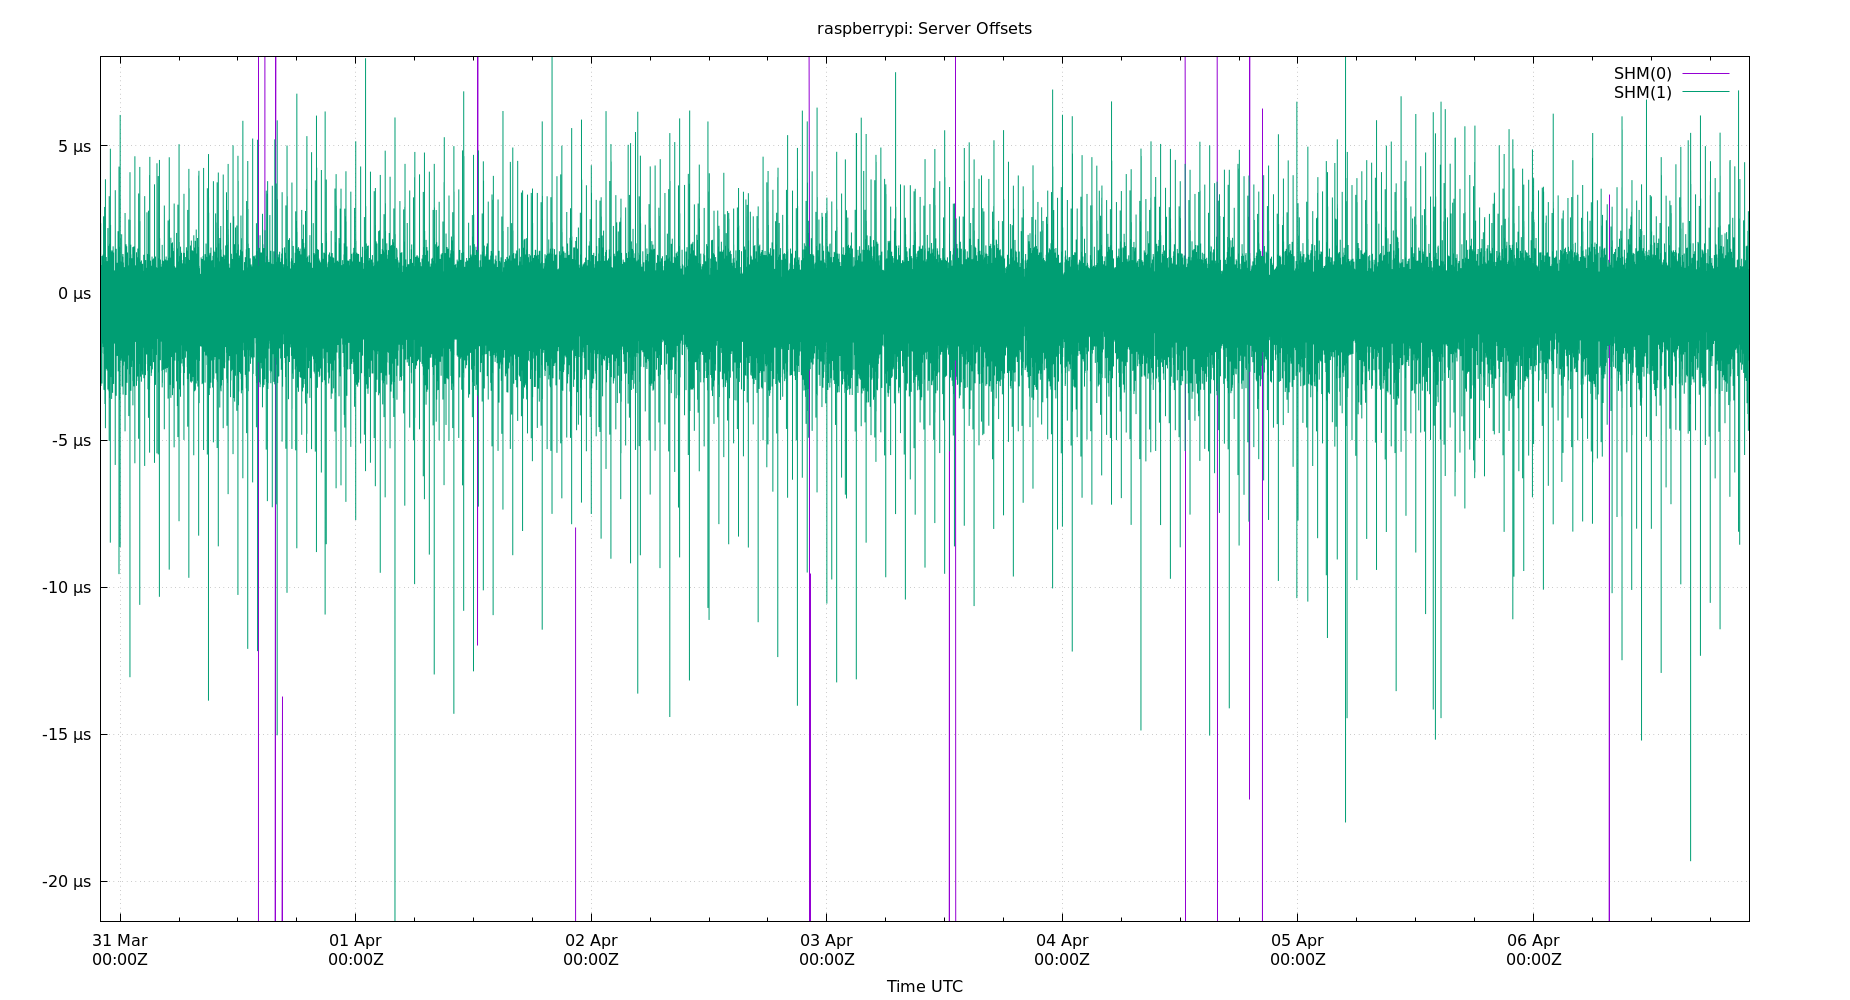 raspberrypi: Server Offsets
SHM(0)
SHM(1)
5 µs
0 µs
-5 µs
-10 µs
-15 µs
-20 µs
31 Mar 01 Apr 02 Apr 03 Apr 04 Apr 05 Apr 06 Apr
00:00Z 00:00Z 00:00Z 00:00Z 00:00Z 00:00Z 00:00Z
Time UTC